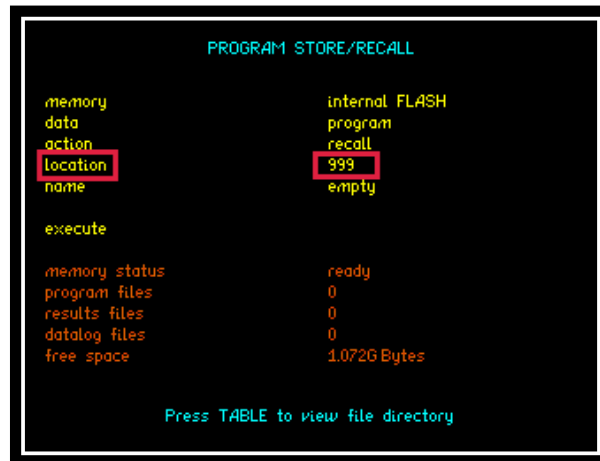 PROGRAM STORE/RECALL
memory internal FLASH
data program
action recall
location 999
name empty
execute
memory status ready
program files 0
results files 0
datalog files 0
free space 1.072G Bytes
Press TABLE to view file directory